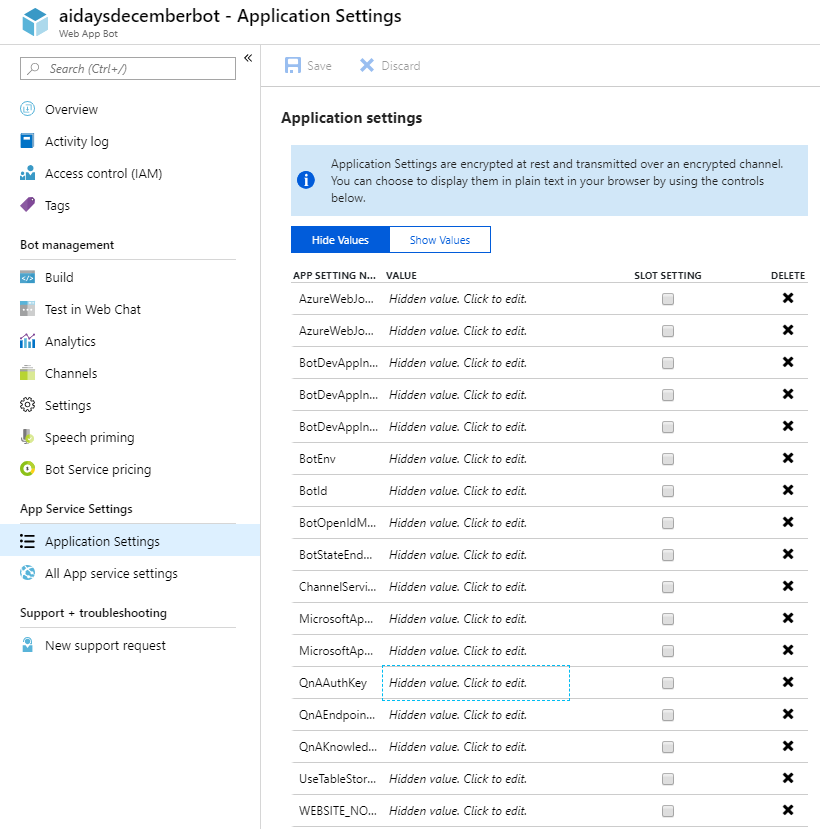 aidaysdecemberbot - Application Settings
Web App Bot
Search (Ctrl+/)
«
Overview
Activity log
Access control (IAM)
Tags
Bot management
Build
Test in Web Chat
Analytics
Channels
Settings
Speech priming
Bot Service pricing
App Service Settings
Application Settings
All App service settings
Support + troubleshooting
New support request
Save Discard
Application settings
Application Settings are encrypted at rest and transmitted over an encrypted channel.
You can choose to display them in plain text in your browser by using the controls
below.
Hide Values Show Values
APP SETTING N... VALUE SLOT SETTING DELETE
AzureWebJo... Hidden value. Click to edit.
AzureWebJo... Hidden value. Click to edit.
BotDevAppIn... Hidden value. Click to edit.
BotDevAppIn... Hidden value. Click to edit.
BotDevAppIn... Hidden value. Click to edit.
BotEnv Hidden value. Click to edit.
BotId Hidden value. Click to edit.
BotOpenIdM... Hidden value. Click to edit.
BotStateEnd... Hidden value. Click to edit.
ChannelServi... Hidden value. Click to edit.
MicrosoftAp... Hidden value. Click to edit.
MicrosoftAp... Hidden value. Click to edit.
QnAAuthKey Hidden value. Click to edit.
QnAEndpoin... Hidden value. Click to edit.
QnAKnowled... Hidden value. Click to edit.
UseTableStor... Hidden value. Click to edit.
WEBSITE_NO... Hidden value. Click to edit.